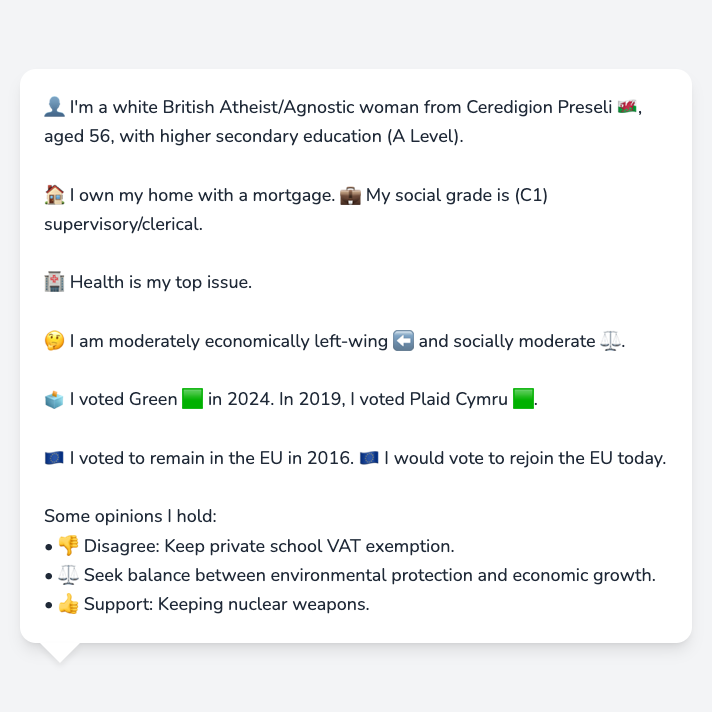 👤 I'm a white British Atheist/Agnostic woman from Ceredigion Preseli 🏴󠁧󠁢󠁷󠁬󠁳󠁿,
aged 56, with higher secondary education (A Level).
🏠 I own my home with a mortgage. 💼 My social grade is (C1)
supervisory/clerical.
🏥 Health is my top issue.
🤔 I am moderately economically left-wing ⬅️ and socially moderate ⚖️.
🗳️ I voted Green 🟩 in 2024. In 2019, I voted Plaid Cymru 🟩.
🇪🇺 I voted to remain in the EU in 2016. 🇪🇺 I would vote to rejoin the EU today.
Some opinions I hold:
• 👎 Disagree: Keep private school VAT exemption.
• ⚖️ Seek balance between environmental protection and economic growth.
• 👍 Support: Keeping nuclear weapons.